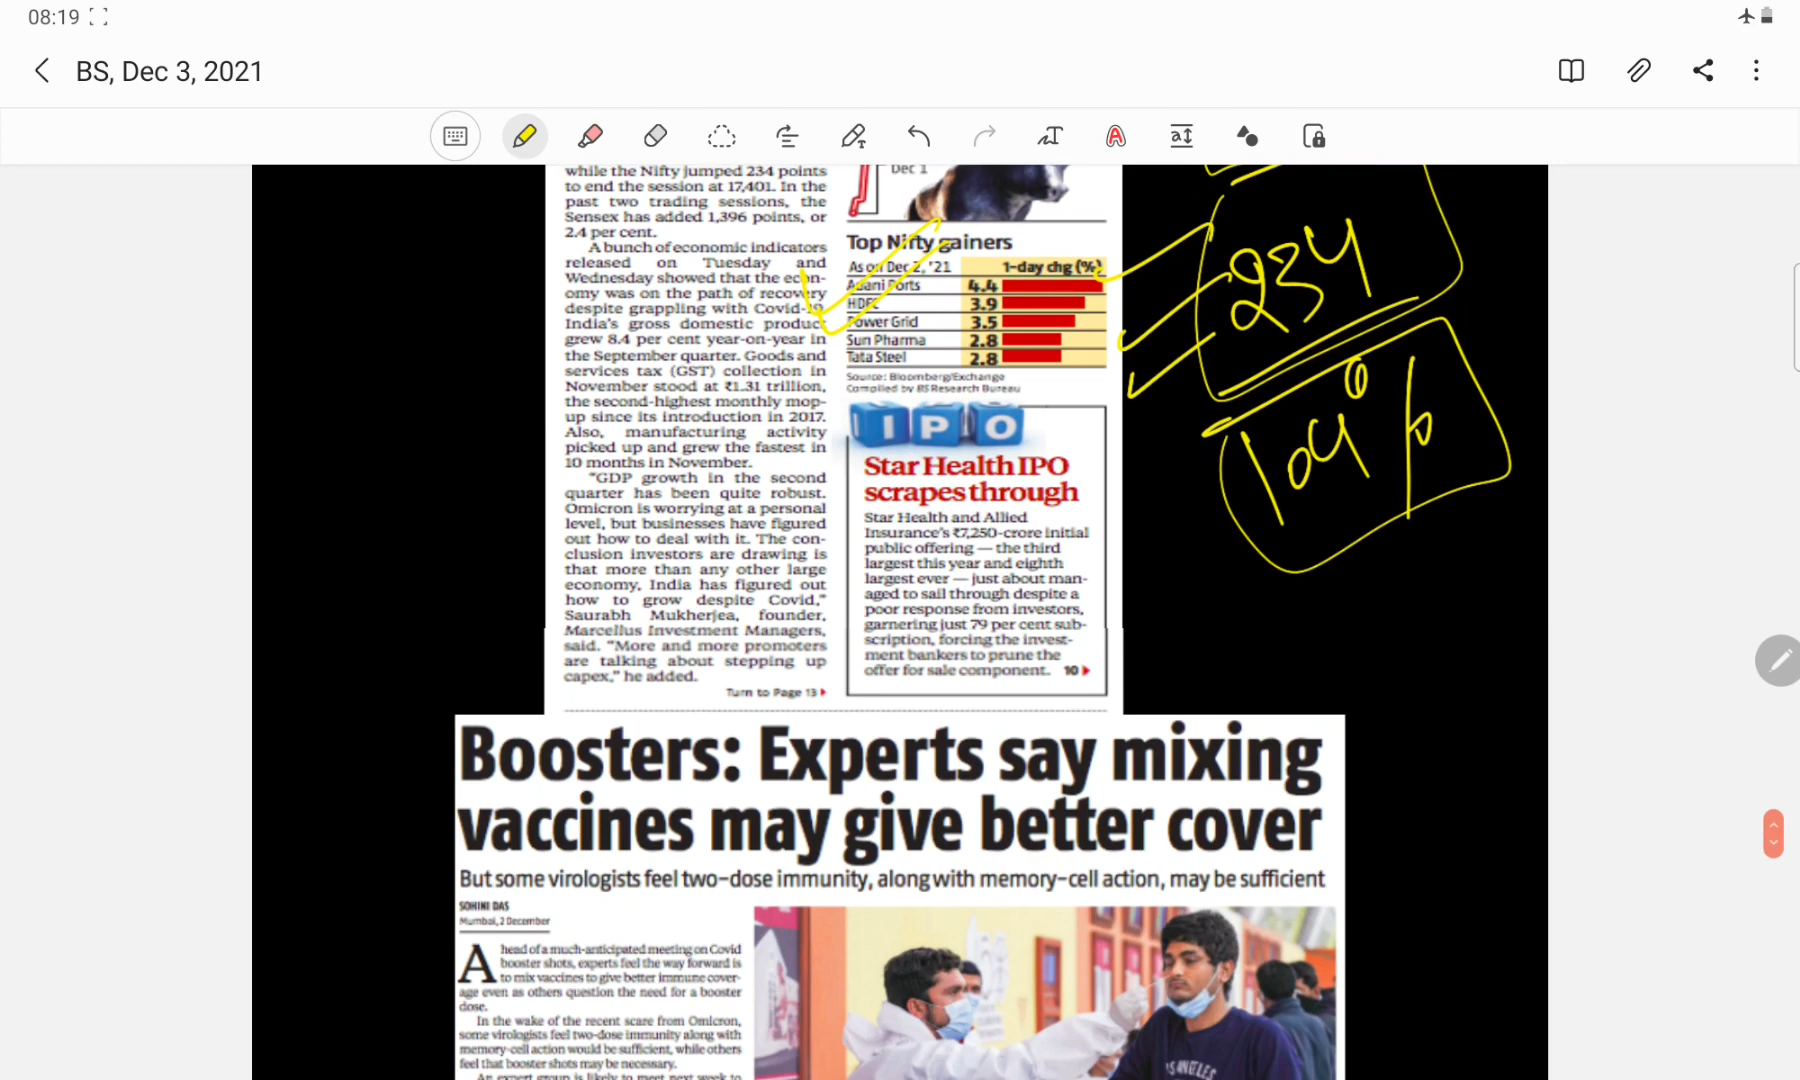 08:19
BS, Dec 3, 2021
while the Nifty jumped 234 points
to end the session at 17,401. In the
past two trading sessions, the
Sensex has added 1,396 points, or
2.4 per cent.
A bunch of economic indicators
released on Tuesday and
Wednesday showed that the econ-
omy was on the path of recovery
despite grappling with Covid-19.
India's gross domestic product
grew 8.4 per cent year-on-year in
the September quarter. Goods and
services tax (GST) collection in
November stood at ₹1.31 trillion,
the second-highest monthly mop-
up since its introduction in 2017.
Also, manufacturing activity
picked up and grew the fastest in
10 months in November.
"GDP growth in the second
quarter has been quite robust.
Omicron is worrying at a personal
level, but businesses have figured
out how to deal with it. The con-
clusion investors are drawing is
that more than any other large
economy, India has figured out
how to grow despite Covid,"
Saurabh Mukherjea, founder,
Marcellus Investment Managers,
said. "More and more promoters
are talking about stepping up
capex," he added.
Turn to Page 13
Dec 1
Top Nifty gainers
As on Dec 2, '21 1-day chg (%)
Adani Ports 4.4
HDFC 3.9
Power Grid 3.5
Sun Pharma 2.8
Tata Steel 2.8
Source: Bloomberg/Exchange
Compiled by BS Research Bureau
IPO
Star Health IPO
scrapes through
Star Health and Allied
Insurance's ₹7,250-crore initial
public offering — the third
largest this year and eighth
largest ever — just about man-
aged to sail through despite a
poor response from investors,
garnering just 79 per cent sub-
scription, forcing the invest-
ment bankers to prune the
offer for sale component. 10
234
Boosters: Experts say mixing
vaccines may give better cover
But some virologists feel two-dose immunity, along with memory-cell action, may be sufficient
SOHINI DAS
Mumbai, 2 December
Ahead of a much-anticipated meeting on Covid
booster shots, experts feel the way forward is
to mix vaccines to give better immune cover-
age even as others question the need for a booster
dose.
In the wake of the recent scare from Omicron,
some virologists feel two-dose immunity along with
memory-cell action would be sufficient, while others
feel that booster shots may be necessary.
An expert group is likely to meet next week to